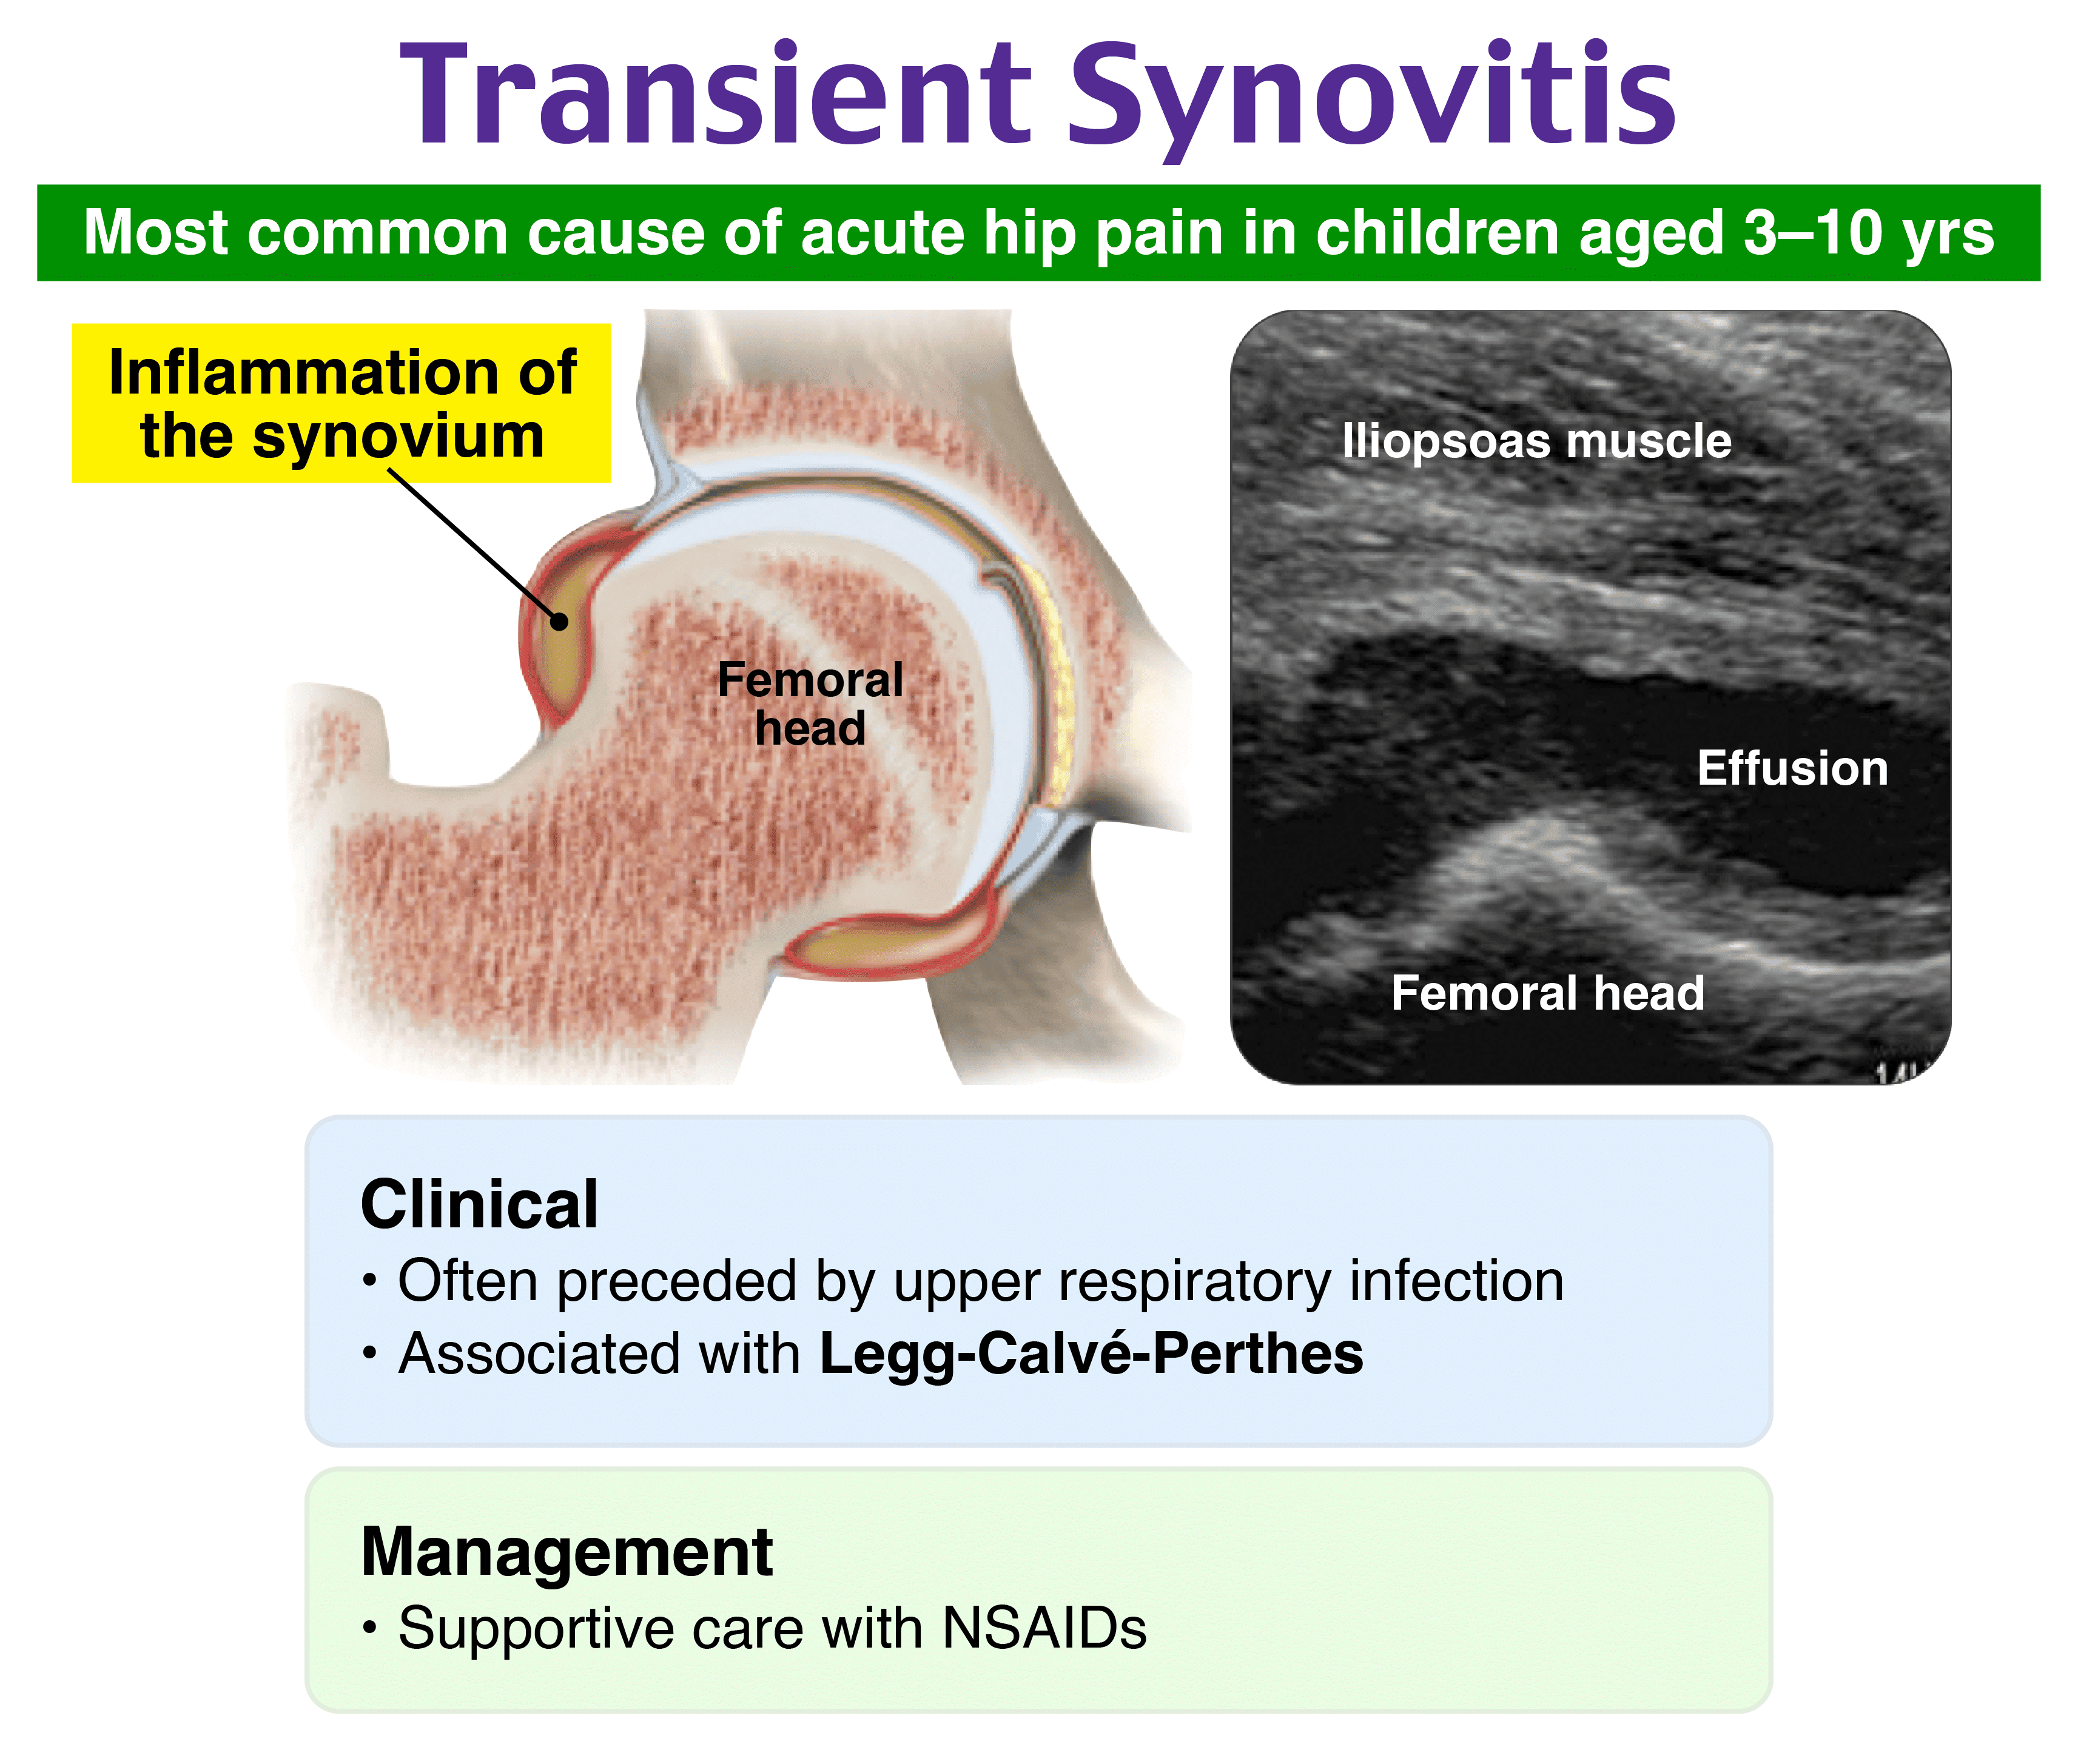 Transient Synovitis
Most common cause of acute hip pain in children aged 3–10 yrs
Inflammation of
the synovium
Femoral
head
Iliopsoas muscle
Effusion
Femoral head
Clinical
• Often preceded by upper respiratory infection
• Associated with Legg-Calvé-Perthes
Management
• Supportive care with NSAIDs